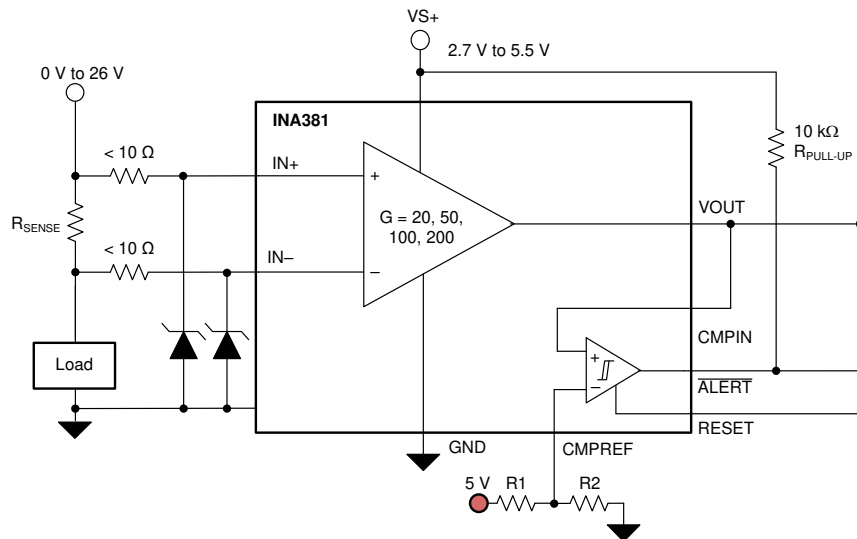 VS+
2.7 V to 5.5 V
0 V to 26 V
INA381
10 kΩ
RPULL-UP
< 10 Ω
IN+
+
G = 20, 50,
100, 200
VOUT
RSENSE
< 10 Ω
IN–
–
CMPIN
Load
+
–
ALERT
RESET
GND
CMPREF
5 V
R1
R2